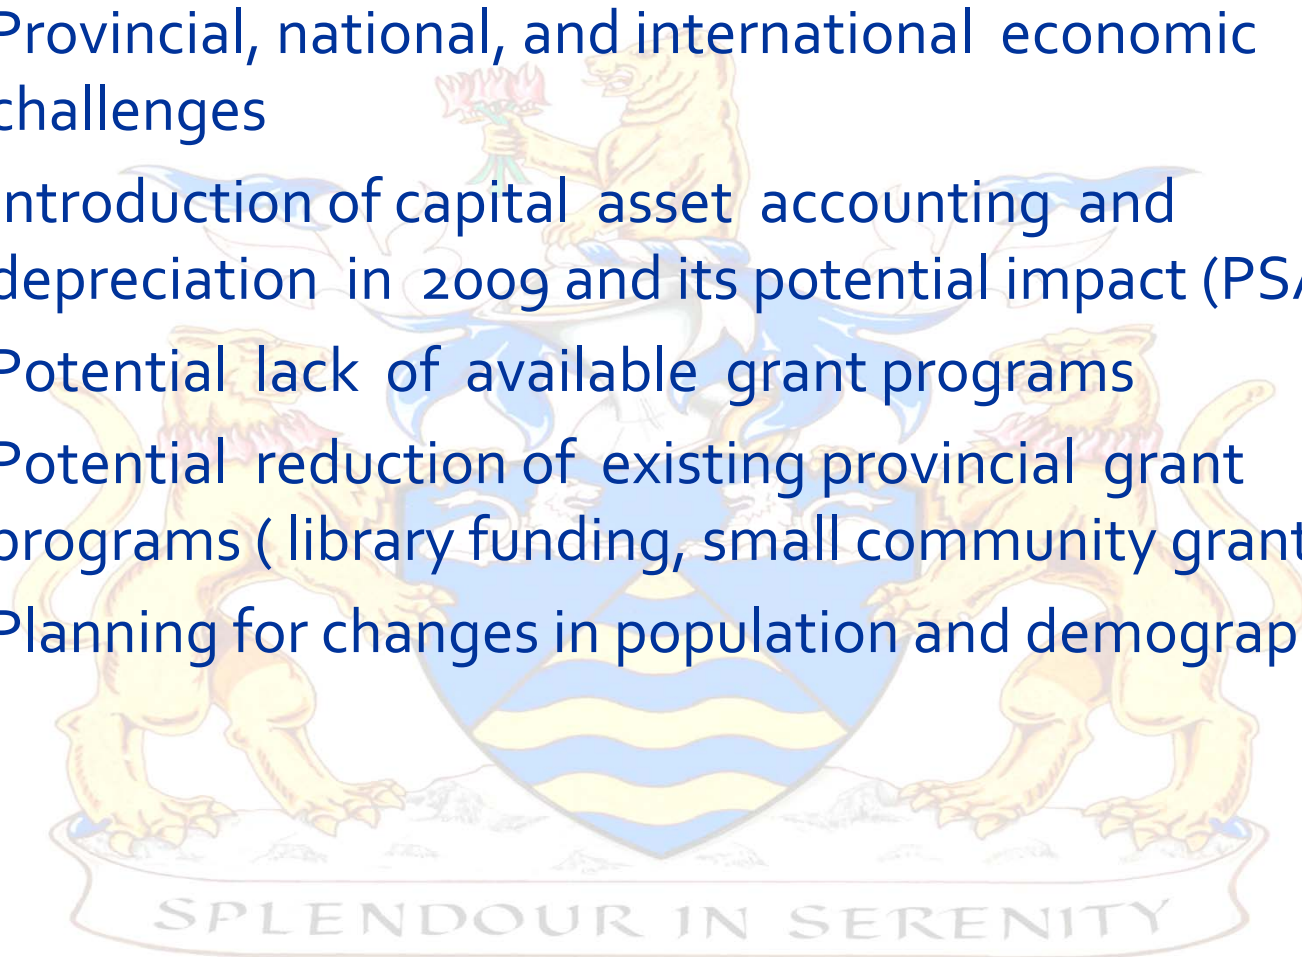 Provincial, national, and international economic
challenges
Introduction of capital asset accounting and
depreciation in 2009 and its potential impact (PSA
Potential lack of available grant programs
Potential reduction of existing provincial grant
programs ( library funding, small community grant
Planning for changes in population and demograp
SPLENDOUR IN SERENITY